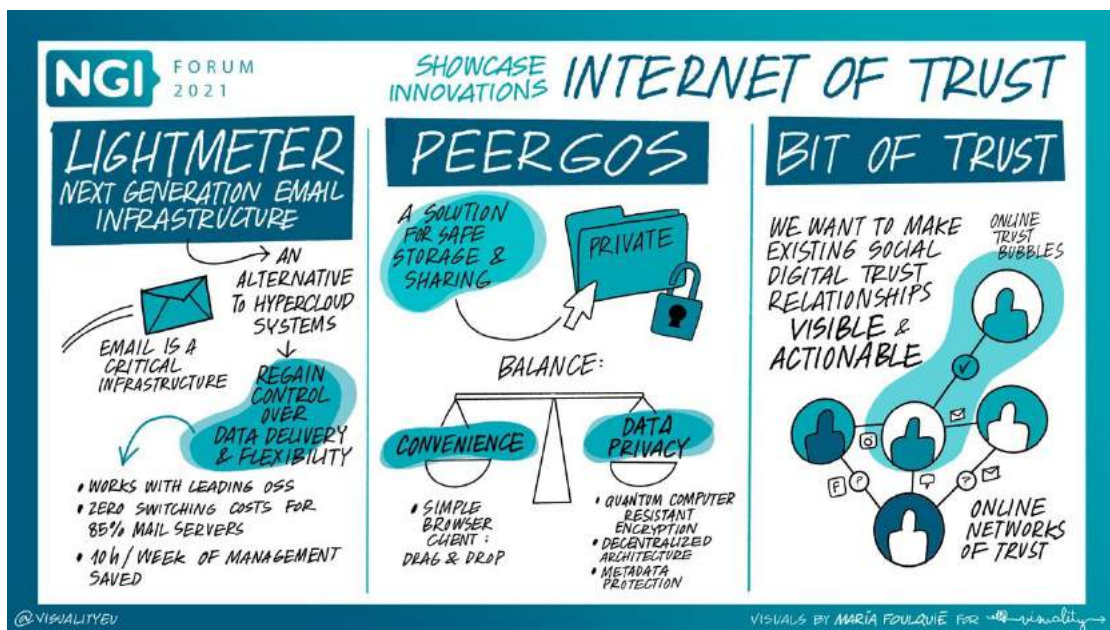 NGI
FORUM
2021
SHOWCASE
INNOVATIONS
INTERNET OF TRUST
LIGHTMETER
NEXT GENERATION EMAIL
INFRASTRUCTURE
AN
ALTERNATIVE
TO HYPERCLOUD
SYSTEMS
EMAIL IS A
CRITICAL
INFRASTRUCTURE
REGAIN
CONTROL
OVER
DATA DELIVERY
& FLEXIBILITY
• WORKS WITH LEADING OSS
• ZERO SWITCHING COSTS FOR
85% MAIL SERVERS
• 10h/WEEK OF MANAGEMENT
SAVED
PEERGOS
A SOLUTION
FOR SAFE
STORAGE &
SHARING
PRIVATE
BALANCE:
CONVENIENCE
DATA
PRIVACY
• SIMPLE
BROWSER
CLIENT:
DRAG & DROP
• QUANTUM COMPUTER
RESISTANT
ENCRYPTION
• DECENTRALIZED
ARCHITECTURE
• METADATA
PROTECTION
BIT OF TRUST
WE WANT TO MAKE
EXISTING SOCIAL
DIGITAL TRUST
RELATIONSHIPS
VISIBLE &
ACTIONABLE
ONLINE
TRUST
BUBBLES
F
?
?
ONLINE
NETWORKS
OF TRUST
@VISUALITYEU
VISUALS BY MARÍA FOULQUIÉ FOR visuality